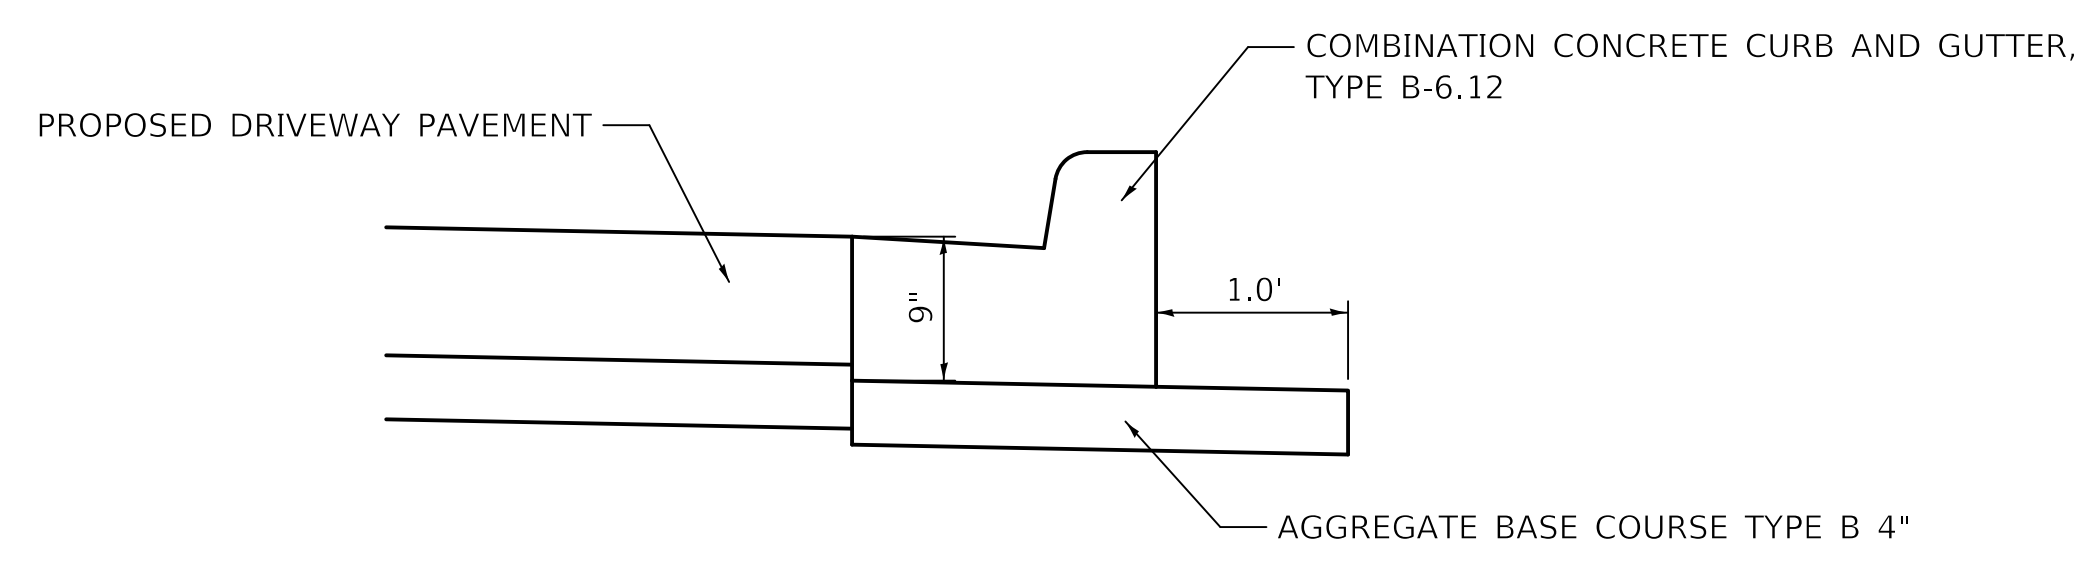 COMBINATION CONCRETE CURB AND GUTTER,
TYPE B-6.12
PROPOSED DRIVEWAY PAVEMENT
9"
1.0'
AGGREGATE BASE COURSE TYPE B 4"